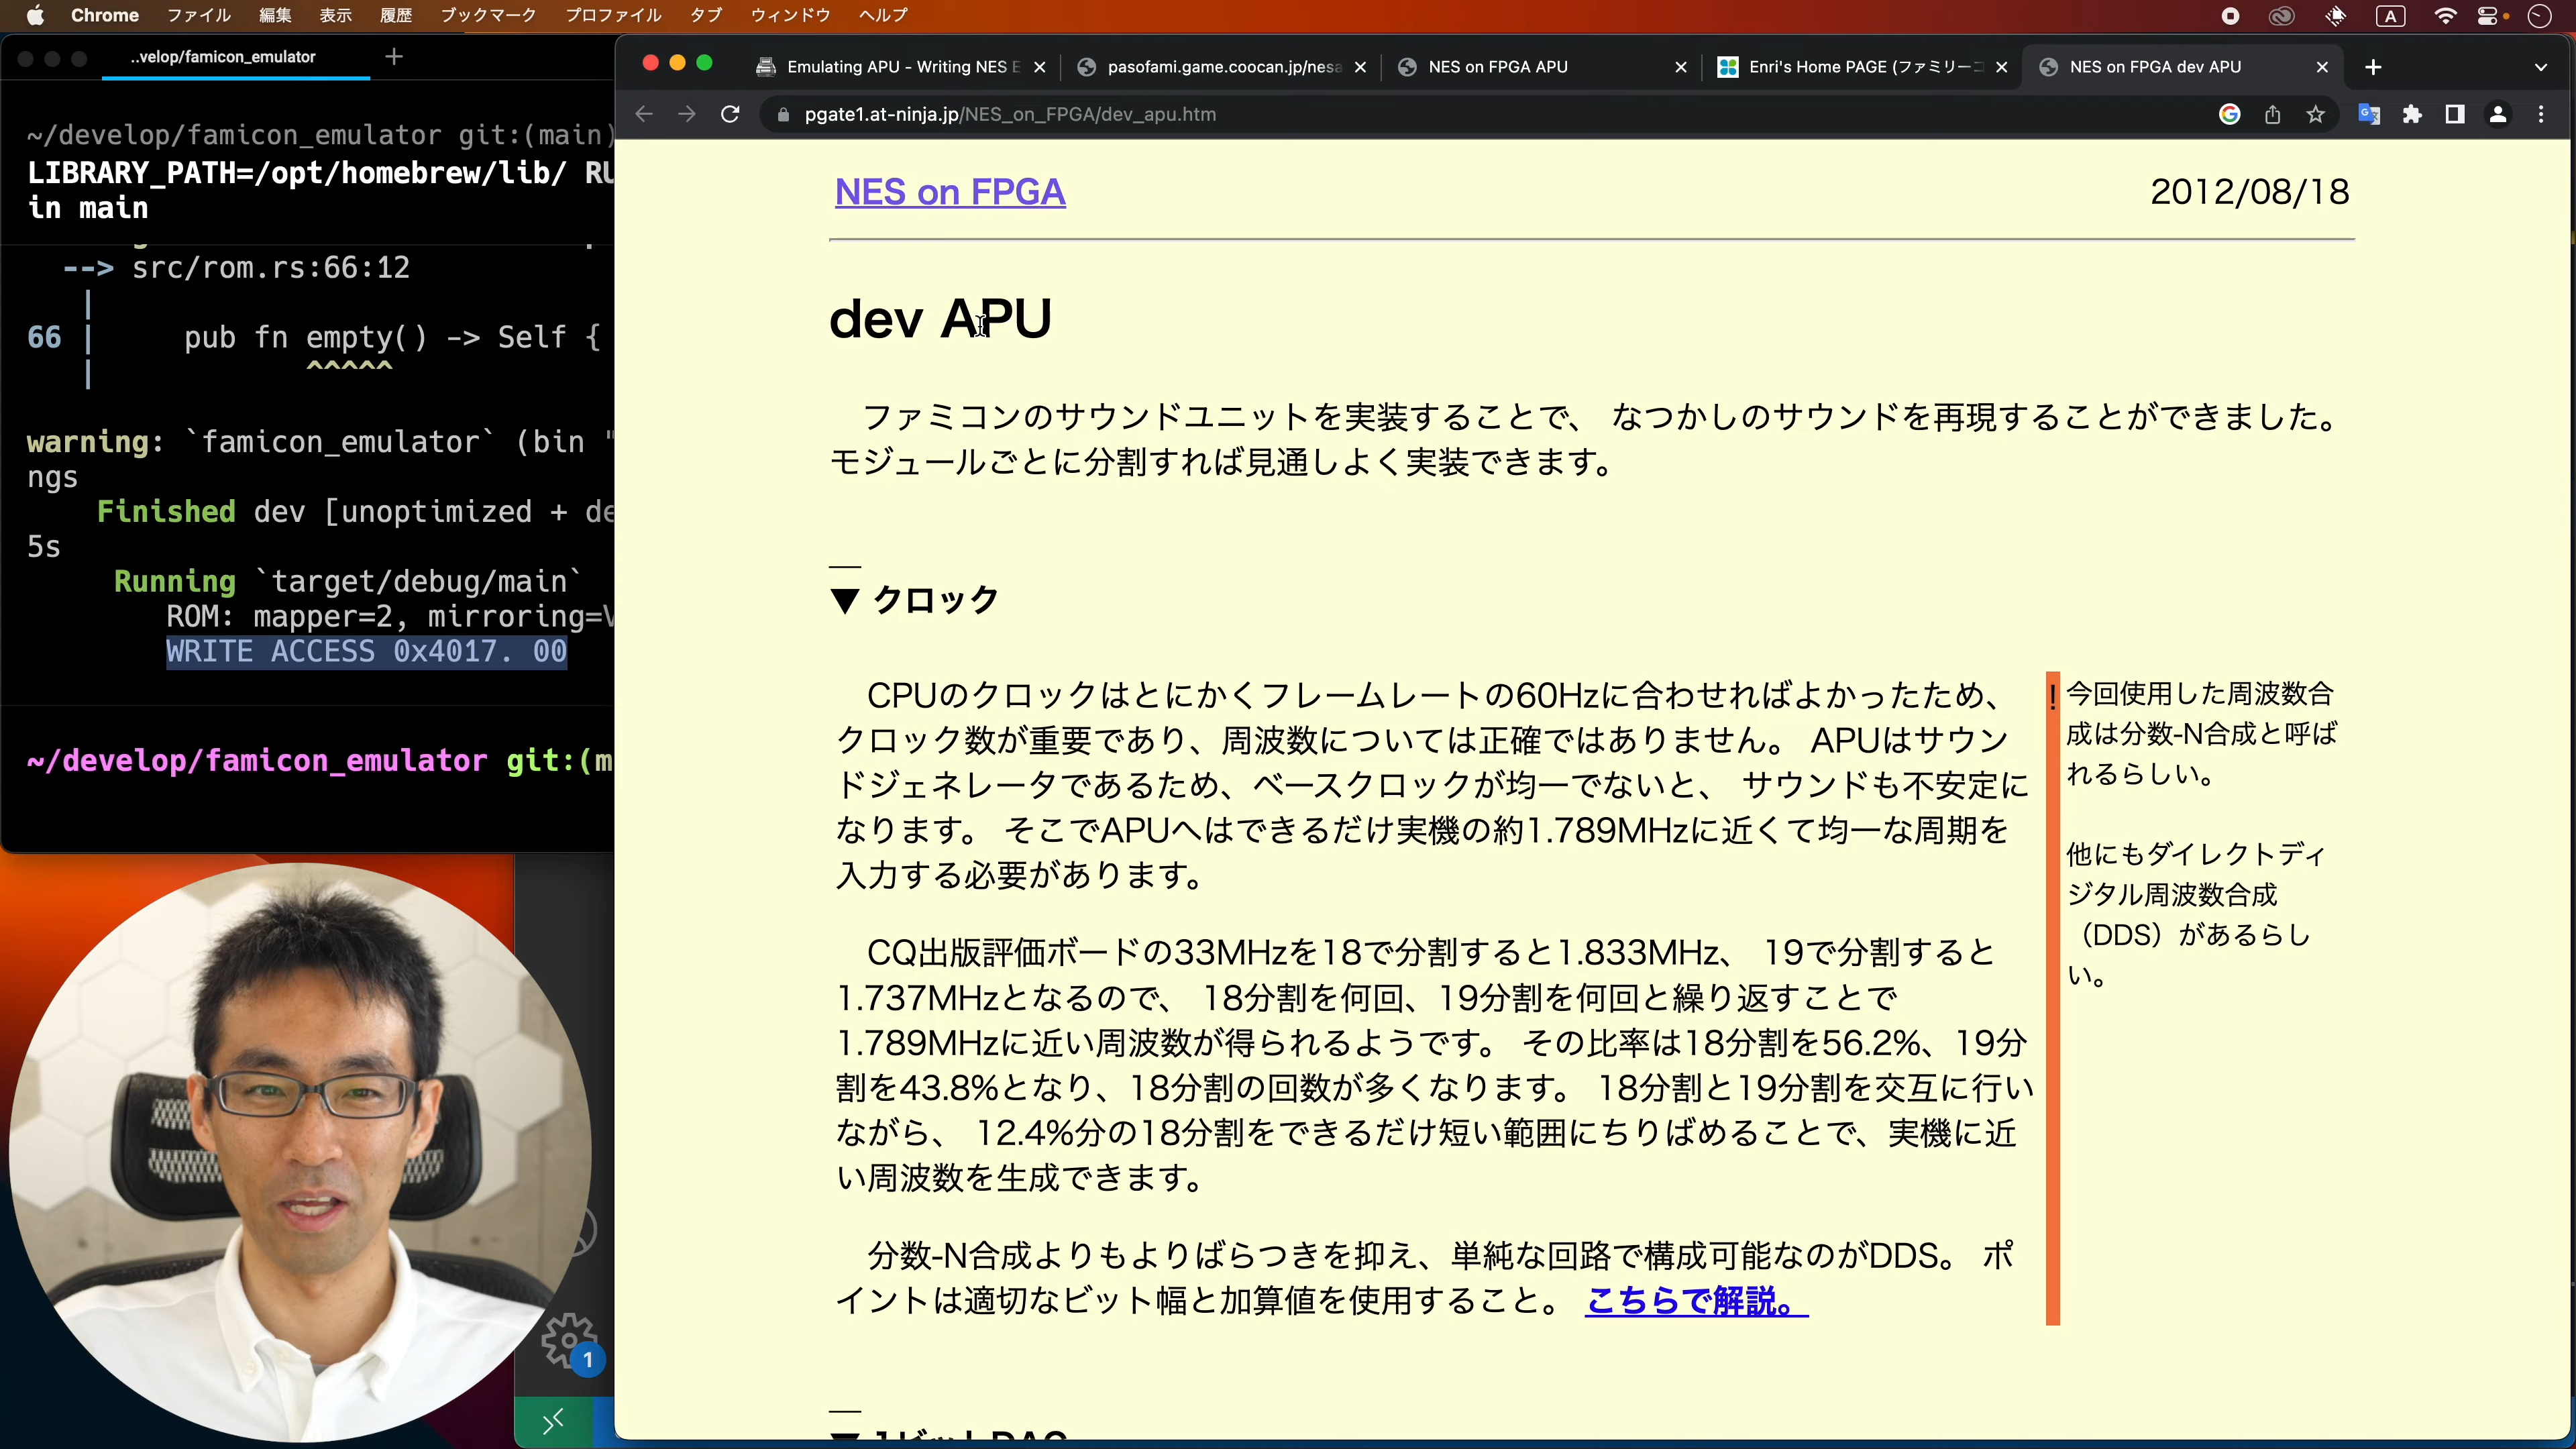 Chrome ファイル 編集 表示 履歴 ブックマーク プロファイル タブ ウィンドウ ヘルプ A
..velop/famicon_emulator
~/develop/famicon_emulator git:(main)
LIBRARY_PATH=/opt/homebrew/lib/
in main
--> src/rom.rs:66:12
|
66 | pub fn empty() -> Self {
| ^^^^^
warning: `famicon_emulator` (bin "
ngs
Finished dev [unoptimized + de
5s
Running `target/debug/main`
ROM: mapper=2, mirroring=V
WRITE ACCESS 0x4017. 00
~/develop/famicon_emulator git:(m
1
Emulating APU - Writing NES E
pasofami.game.coocan.jp/nesa
NES on FPGA APU
Enri's Home PAGE (ファミリー
NES on FPGA dev APU
pgate1.at-ninja.jp/NES_on_FPGA/dev_apu.htm
NES on FPGA 2012/08/18
dev APU
ファミコンのサウンドユニットを実装することで、 なつかしのサウンドを再現することができました。
モジュールごとに分割すれば見通しよく実装できます。
▼ クロック
CPUのクロックはとにかくフレームレートの60Hzに合わせればよかったため、
クロック数が重要であり、周波数については正確ではありません。 APUはサウン
ドジェネレータであるため、ベースクロックが均一でないと、 サウンドも不安定に
なります。 そこでAPUへはできるだけ実機の約1.789MHzに近くて均一な周期を
入力する必要があります。
CQ出版評価ボードの33MHzを18で分割すると1.833MHz、 19で分割すると
1.737MHzとなるので、 18分割を何回、19分割を何回と繰り返すことで
1.789MHzに近い周波数が得られるようです。 その比率は18分割を56.2%、19分
割を43.8%となり、18分割の回数が多くなります。 18分割と19分割を交互に行い
ながら、 12.4%分の18分割をできるだけ短い範囲にちりばめることで、実機に近
い周波数を生成できます。
分数-N合成よりもよりばらつきを抑え、単純な回路で構成可能なのがDDS。 ポ
イントは適切なビット幅と加算値を使用すること。 こちらで解説。
! 今回使用した周波数合
成は分数-N合成と呼ば
れるらしい。
他にもダイレクトディ
ジタル周波数合成
（DDS）があるらし
い。
▼ 1ビットDAC